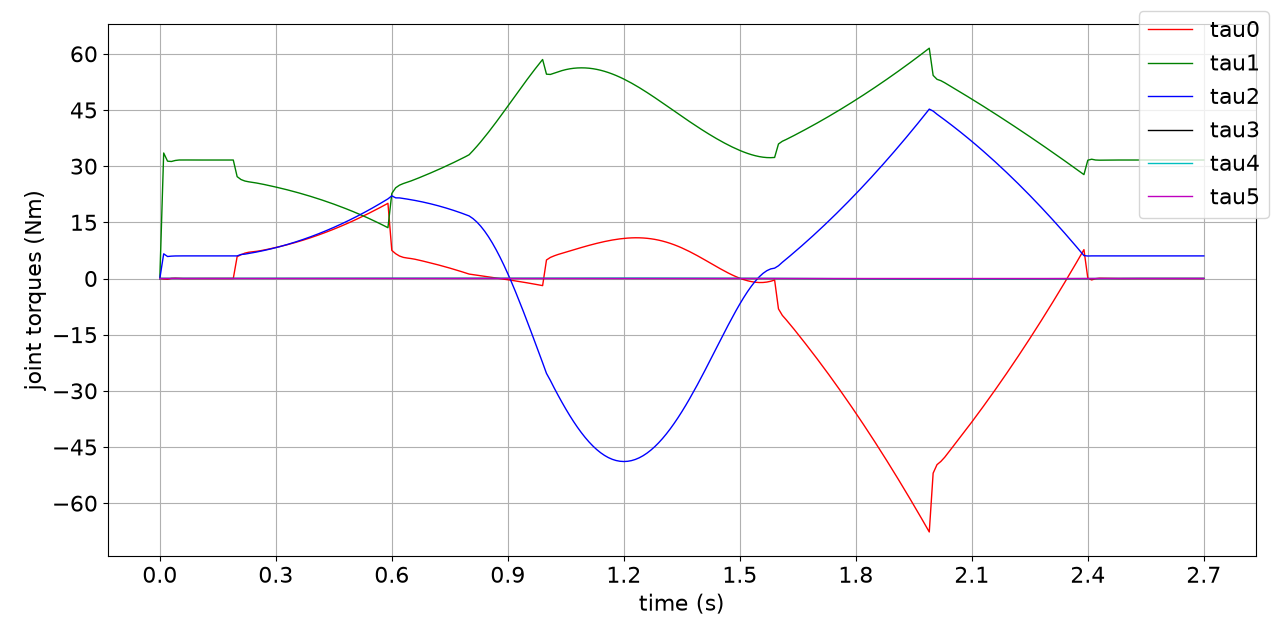 joint torques (Nm)
60
45
30
15
0
−15
−30
−45
−60
0.0 0.3 0.6 0.9 1.2 1.5 1.8 2.1 2.4 2.7
time (s)
tau0
tau1
tau2
tau3
tau4
tau5